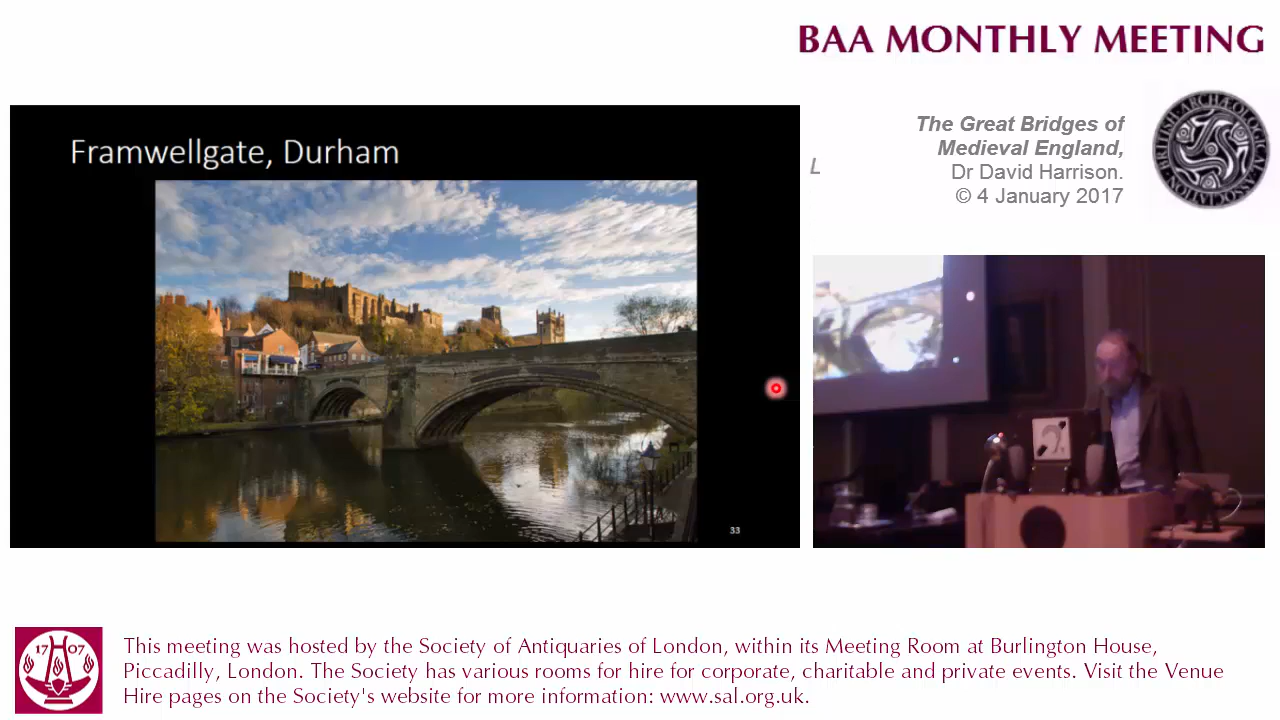 BAA MONTHLY MEETING
The Great Bridges of
Medieval England,
Dr David Harrison.
© 4 January 2017
L
BRITISH·ARCHÆOLOGICAL·ASSOCIATION
Framwellgate, Durham
33
1707
This meeting was hosted by the Society of Antiquaries of London, within its Meeting Room at Burlington House,
Piccadilly, London. The Society has various rooms for hire for corporate, charitable and private events. Visit the Venue
Hire pages on the Society's website for more information: www.sal.org.uk.